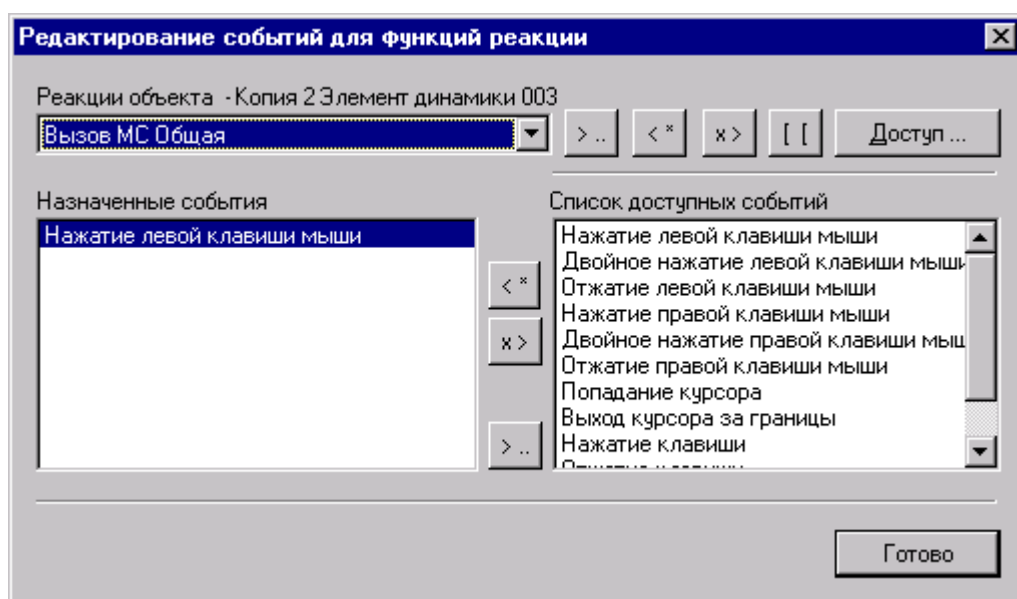 Редактирование событий для функций реакции
Реакции объекта - Копия 2 Элемент динамики 003
Вызов МС Общая
> ..
< *
x >
[ [
Доступ ...
Назначенные события
Список доступных событий
Нажатие левой клавиши мыши
< *
x >
> ..
Нажатие левой клавиши мыши
Двойное нажатие левой клавиши мыши
Отжатие левой клавиши мыши
Нажатие правой клавиши мыши
Двойное нажатие правой клавиши мыш
Отжатие правой клавиши мыши
Попадание курсора
Выход курсора за границы
Нажатие клавиши
Готово